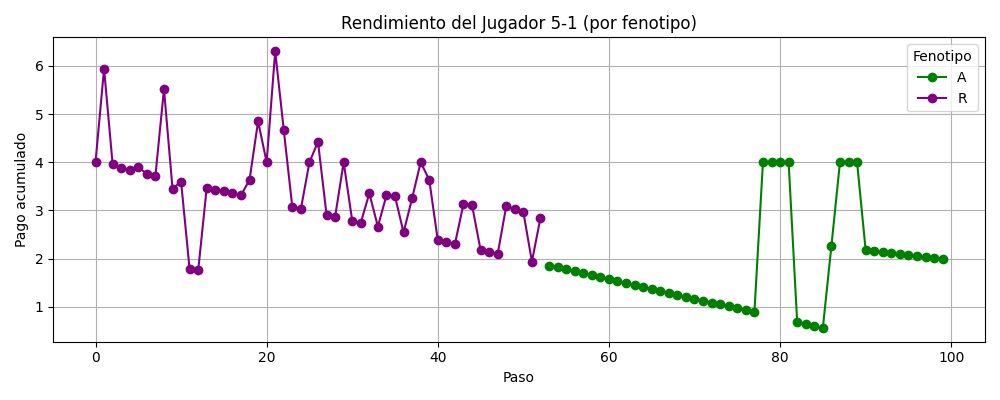 Rendimiento del Jugador 5-1 (por fenotipo)
Pago acumulado
6
5
4
3
2
1
0
20
40
60
80
100
Paso
Fenotipo
A
R